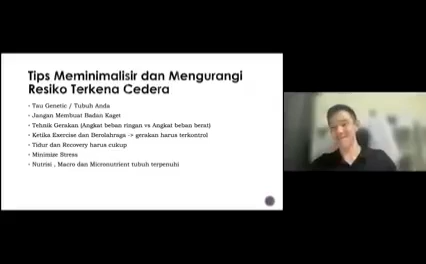 Tips Meminimalisir dan Mengurangi
Resiko Terkena Cedera
Tau Genetic / Tubuh Anda
Jangan Membuat Badan Kaget
Tehnik Gerakan (Angkat beban ringan vs Angkat beban berat)
Ketika Exercise dan Berolahraga -> gerakan harus terkontrol
Tidur dan Recovery harus cukup
Minimize Stress
Nutrisi , Macro dan Micronutrient tubuh terpenuhi